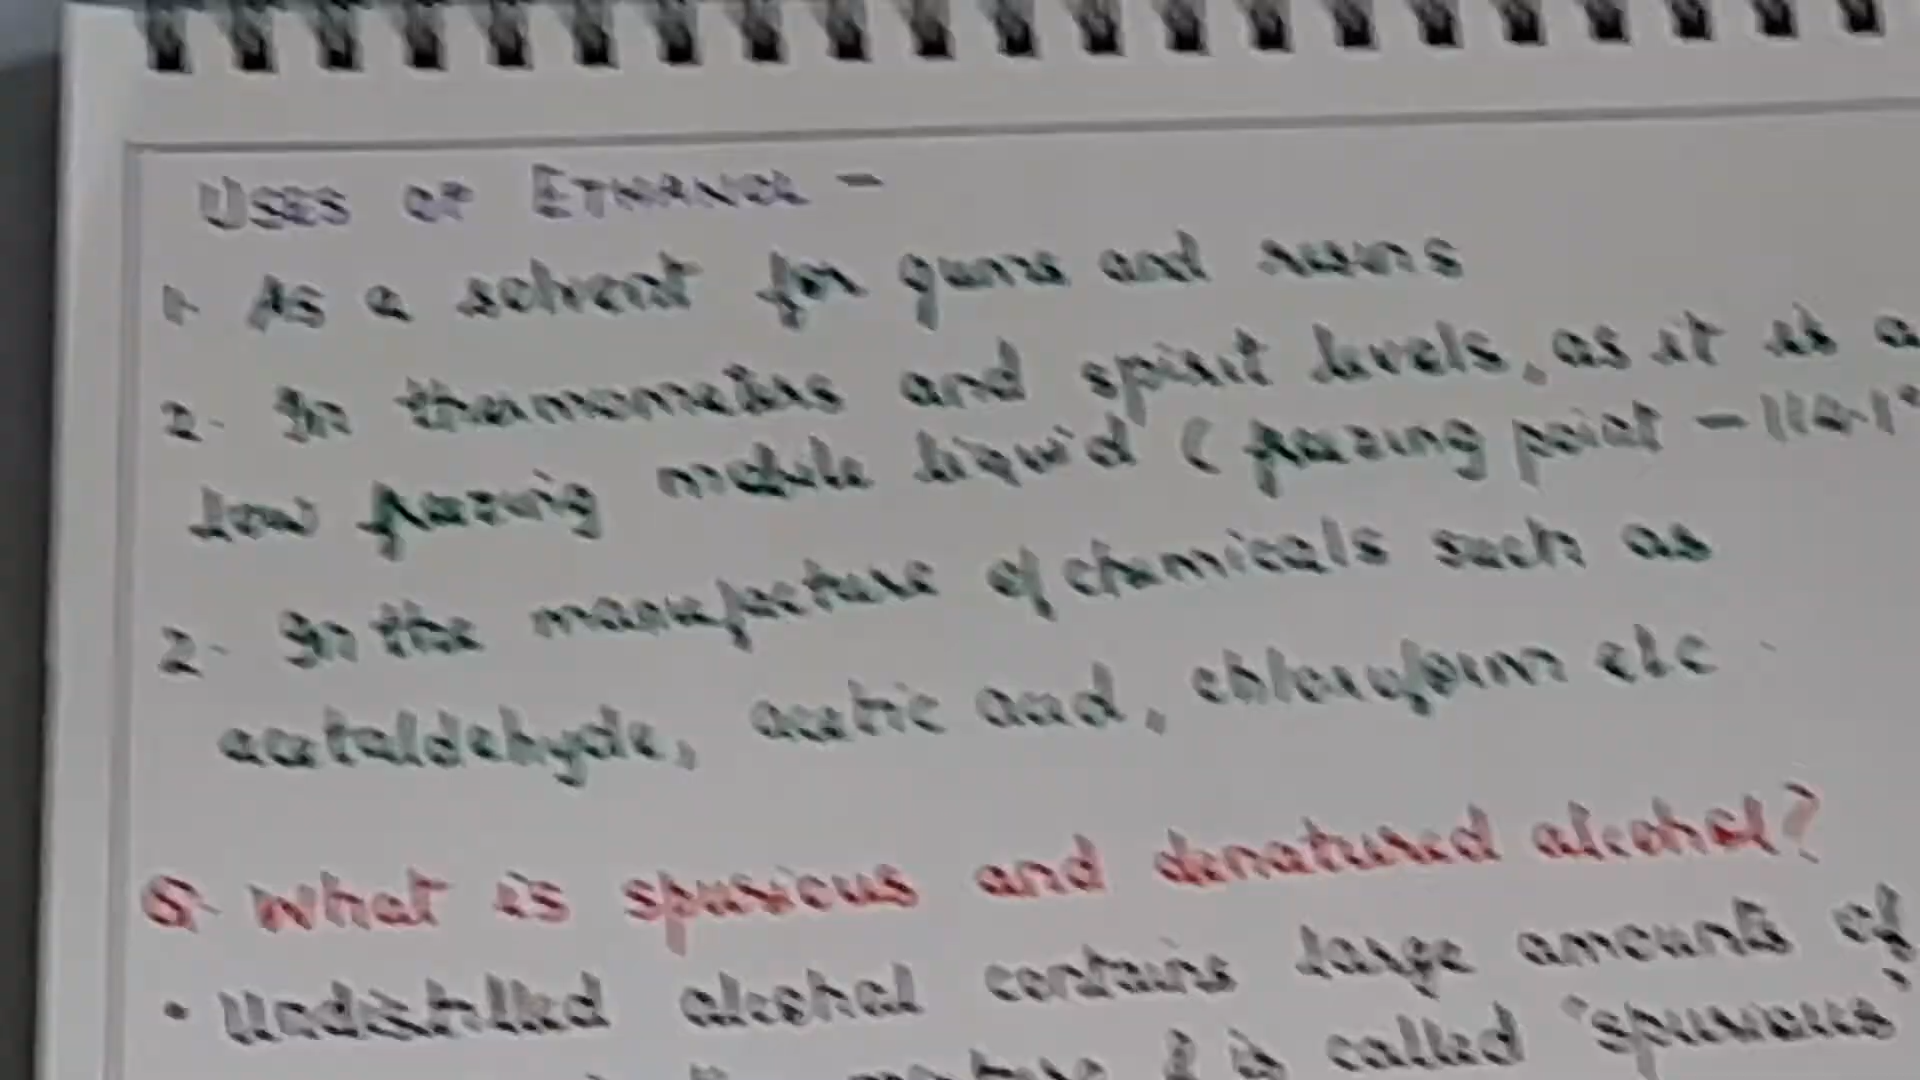 USES OF ETHANOL -
1. As a solvent for gums and resins
2. In thermometers and spirit levels, as it is a
low freezing mobile liquid ( freezing point - 114.1°
2. In the manufacture of chemicals such as
acetaldehyde, acetic acid, chloroform etc.
Q. What is spurious and denatured alcohol?
• Undistilled alcohol contains large amounts of
is called "spurious"